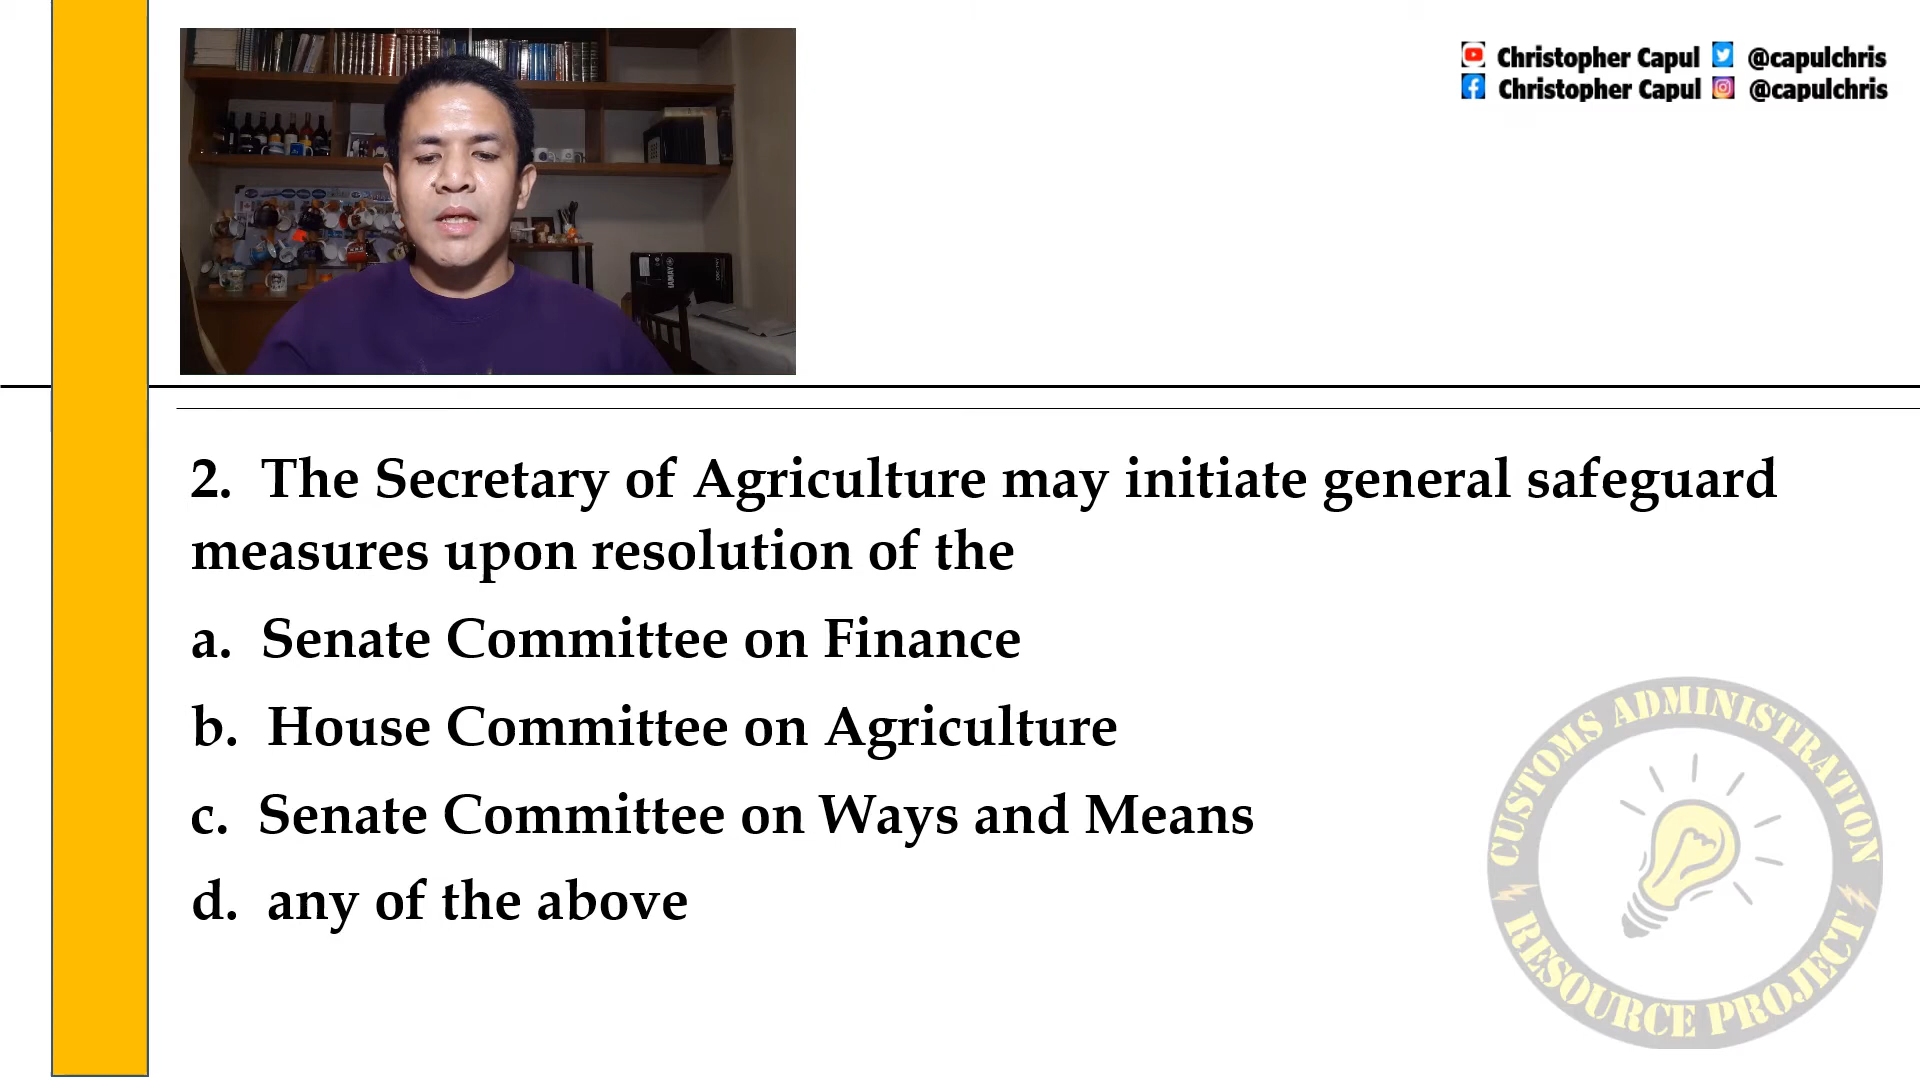 Christopher Capul @capulchris
Christopher Capul @capulchris
2. The Secretary of Agriculture may initiate general safeguard
measures upon resolution of the
a. Senate Committee on Finance
b. House Committee on Agriculture
c. Senate Committee on Ways and Means
d. any of the above
CUSTOMS ADMINISTRATION
RESOURCE PROJECT